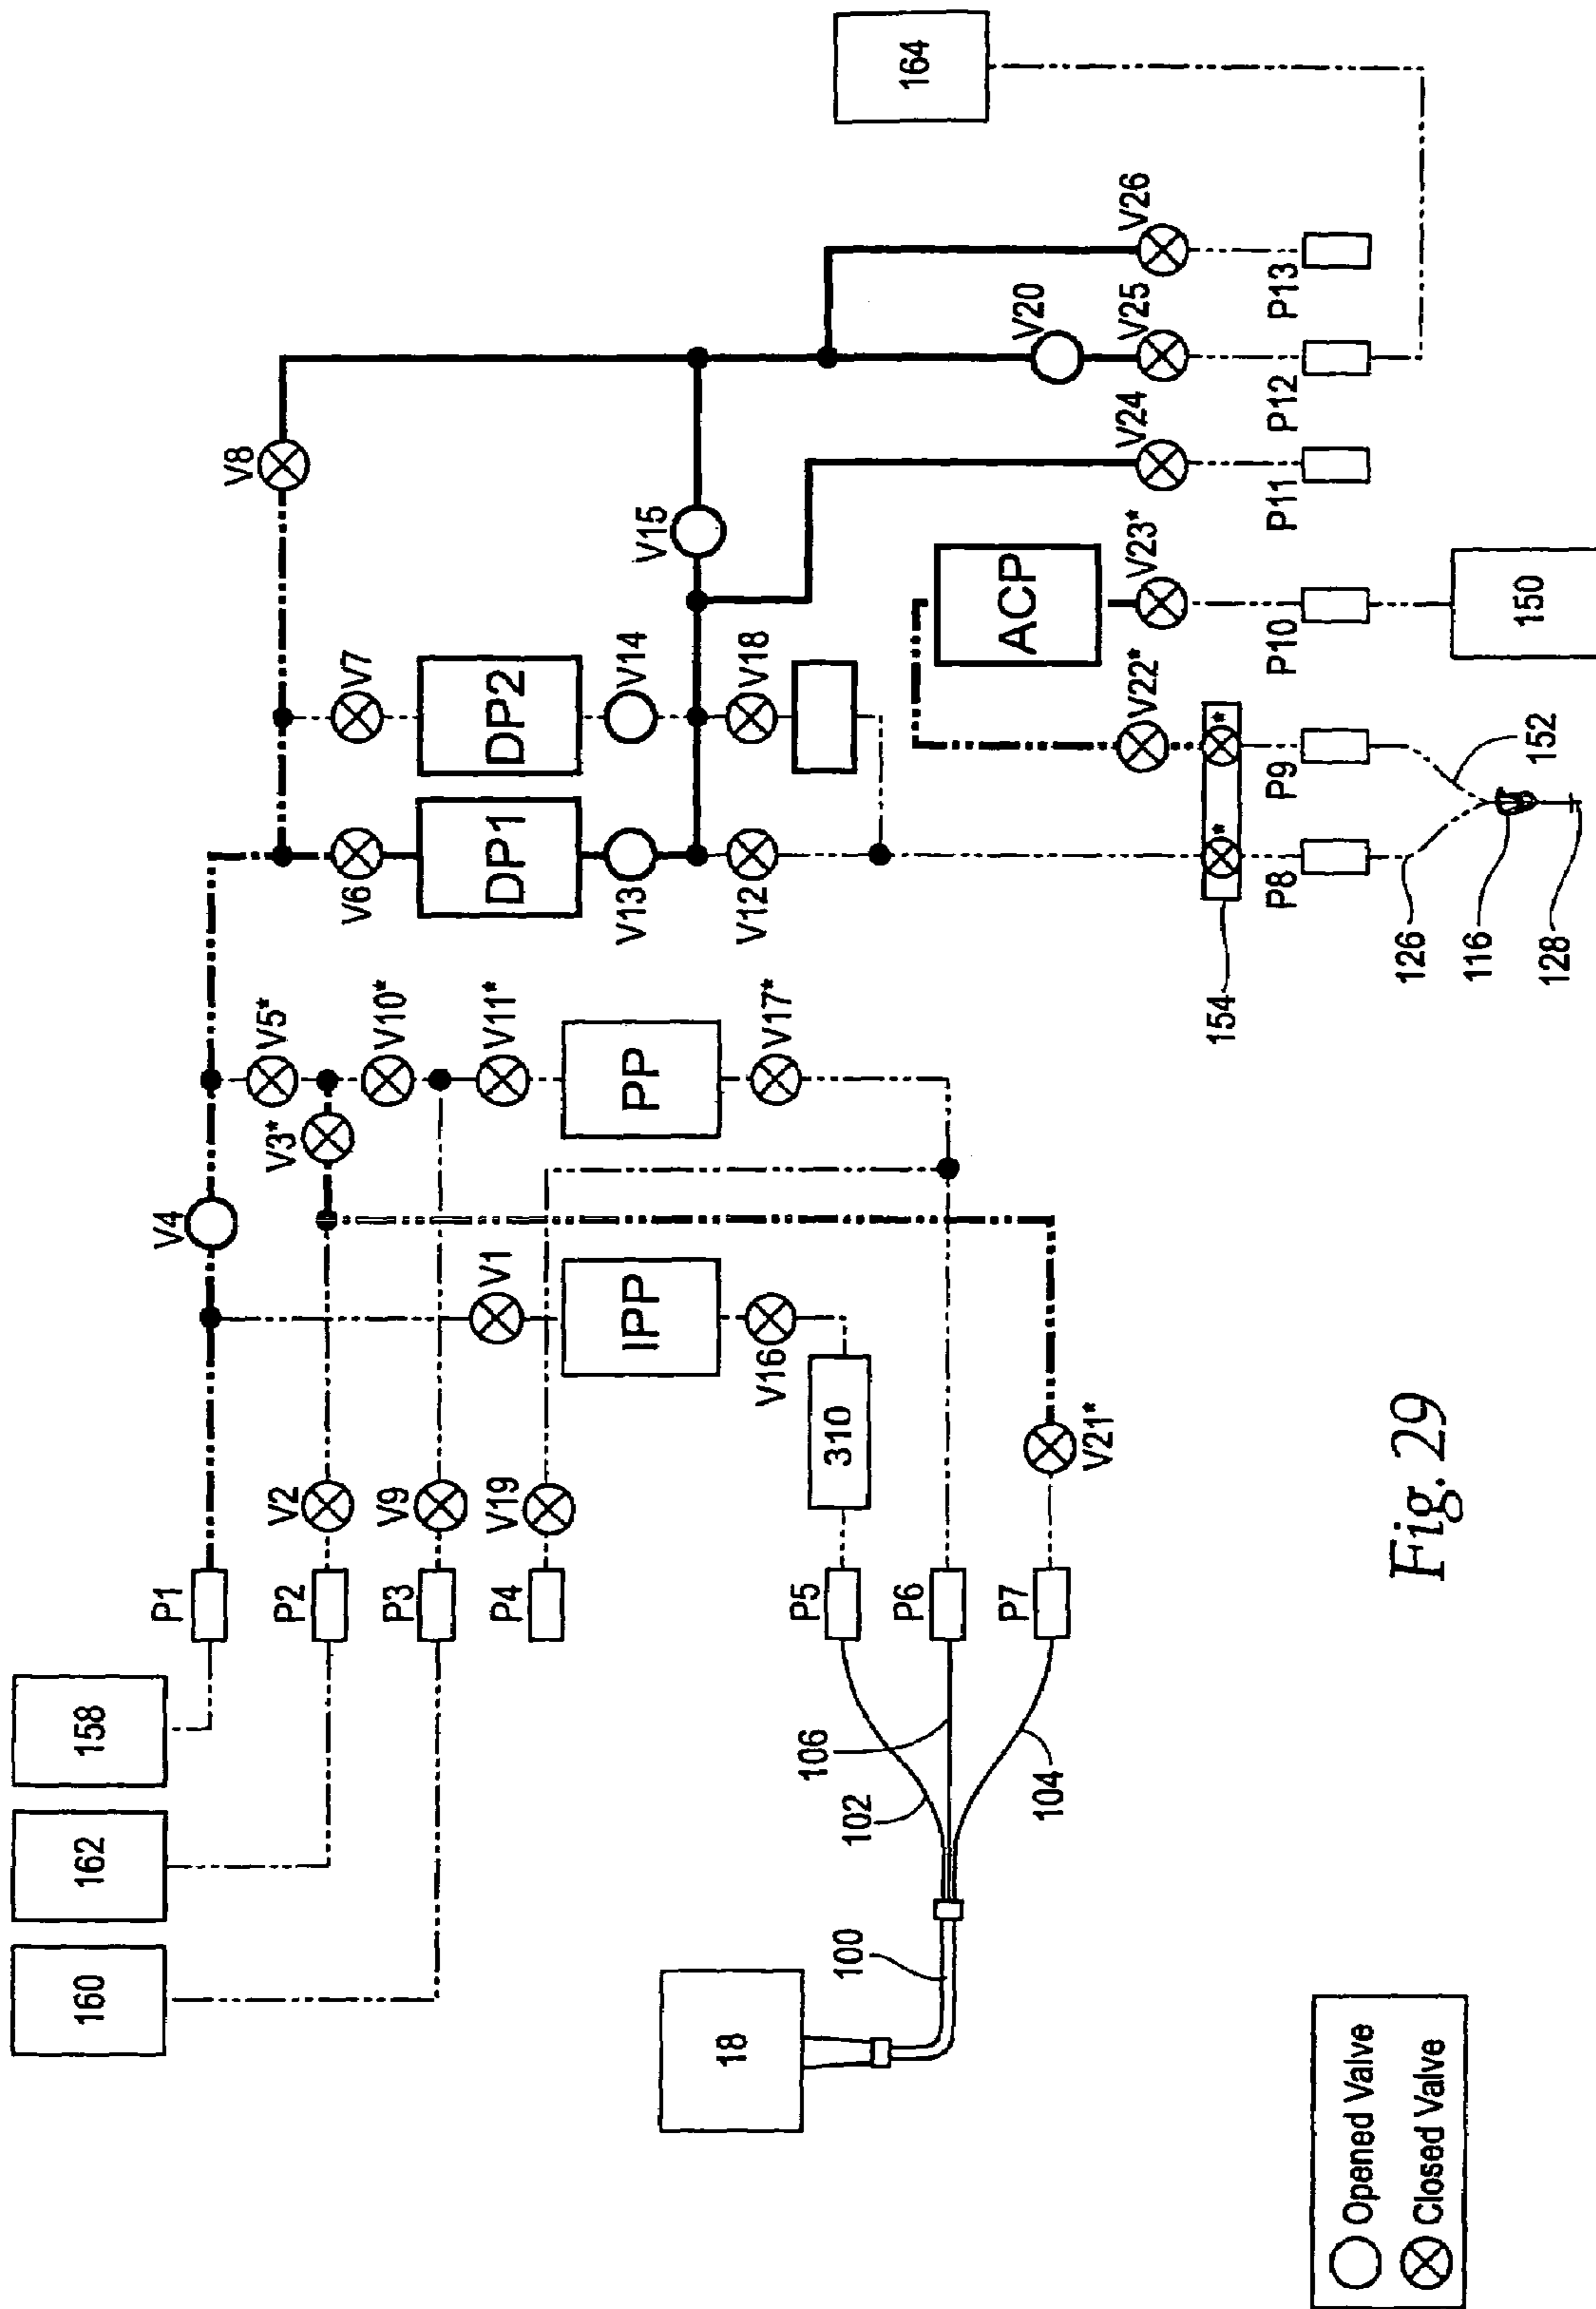 160
162
158
P1
P2
P3
P4
V2
V9
V19
V4
V1
IPP
V16
310
V3*
V5*
V10*
V11*
PP
V17*
V21*
P5
P6
P7
102
106
104
100
18
V6
V7
V8
DP1
DP2
V13
V14
V15
V12
V18
ACP
V22*
V23*
V24
V20
V25
V26
*
*
154
P8
P9
P10
P11
P12
P13
164
150
152
126
116
128
Opened Valve
Closed Valve
Fig. 29